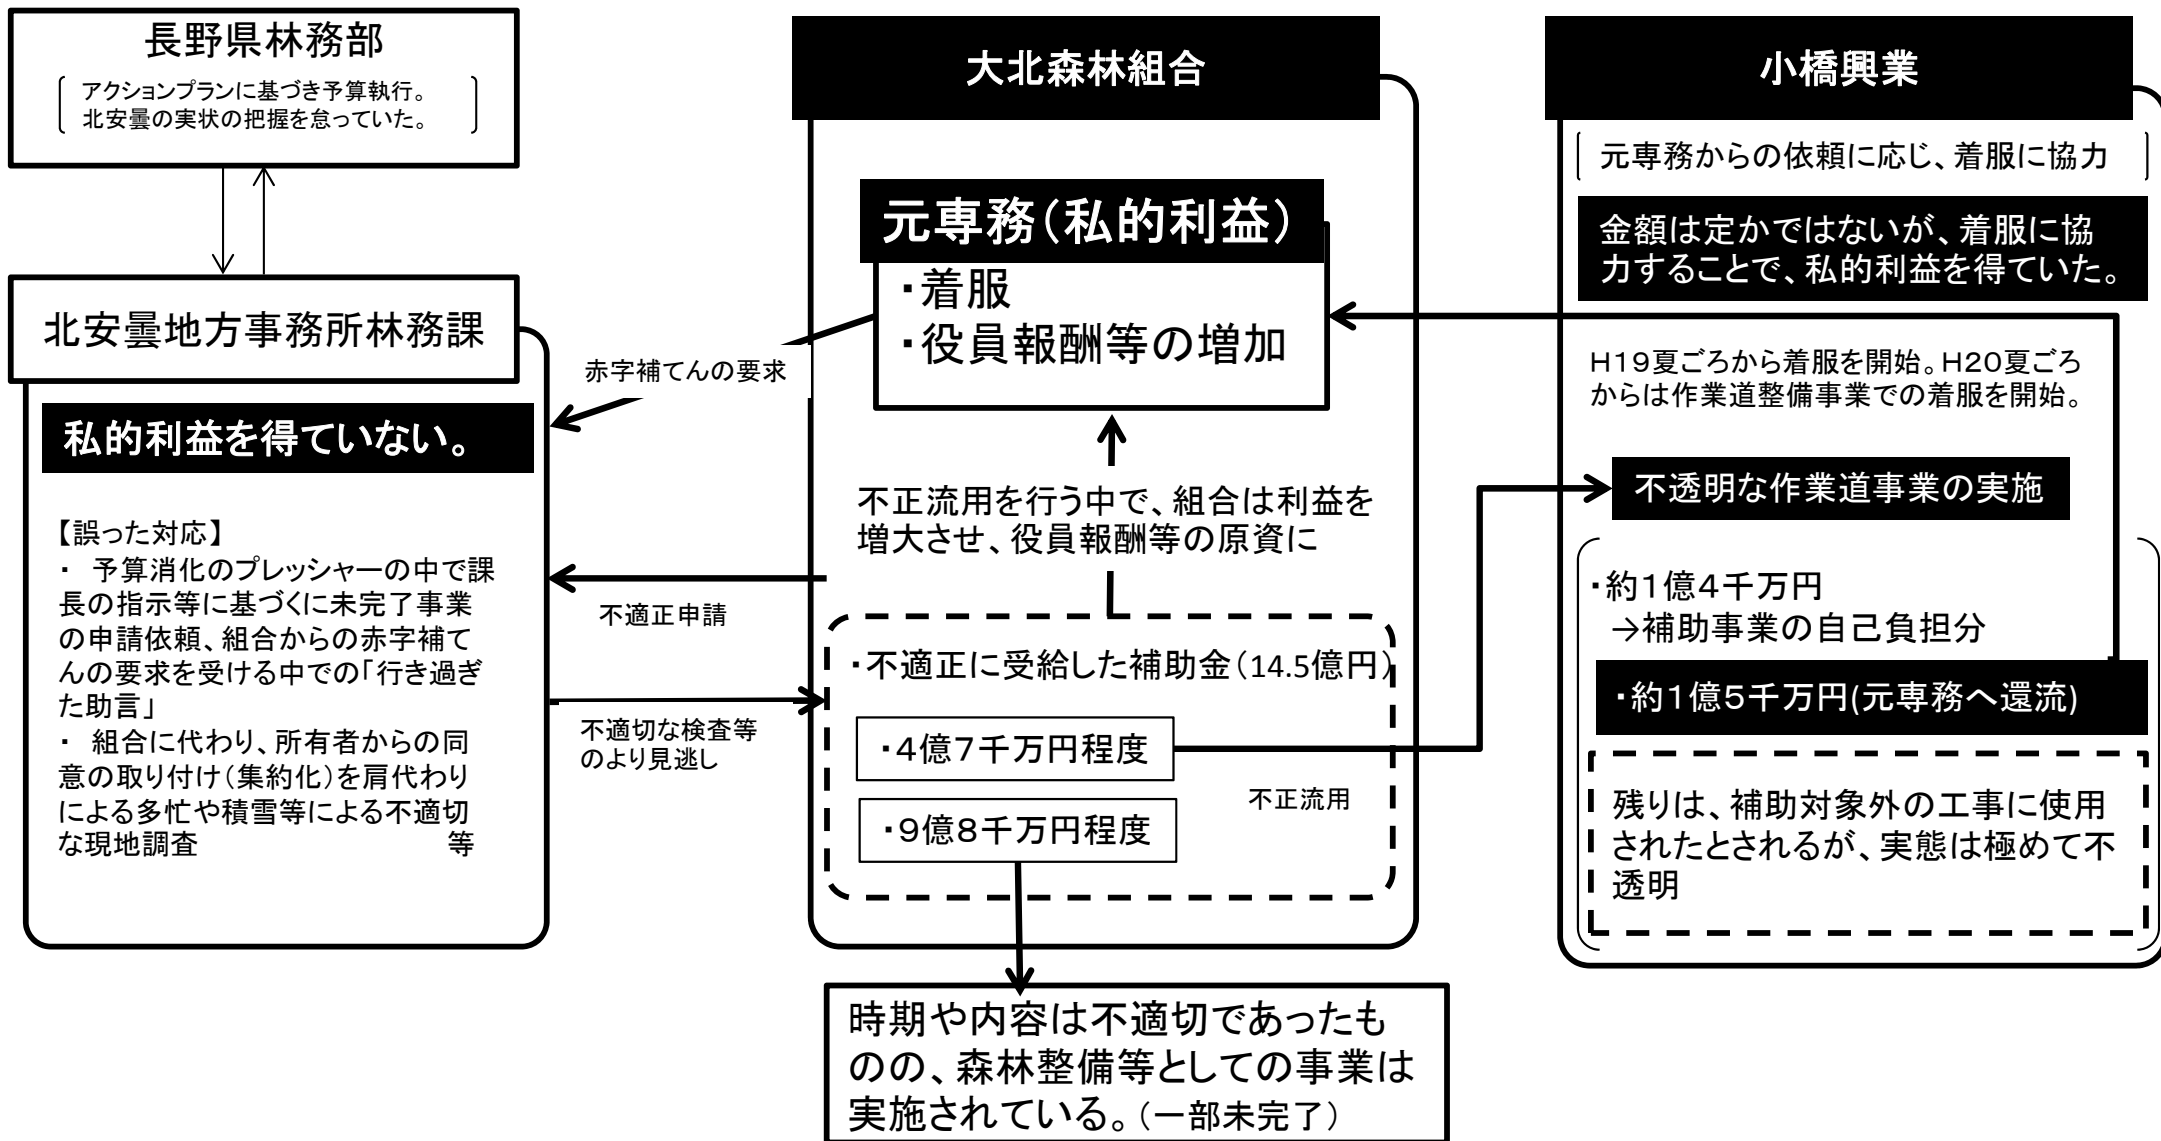 長野県林務部
アクションプランに基づき予算執行。
北安曇の実状の把握を怠っていた。
北安曇地方事務所林務課
私的利益を得ていない。
【誤った対応】
・ 予算消化のプレッシャーの中で課
長の指示等に基づくに未完了事業
の申請依頼、組合からの赤字補て
んの要求を受ける中での「行き過ぎ
た助言」
・ 組合に代わり、所有者からの同
意の取り付け(集約化)を肩代わり
による多忙や積雪等による不適切
な現地調査 等
赤字補てんの要求
不適正申請
不適切な検査等
のより見逃し
大北森林組合
元専務(私的利益)
・着服
・役員報酬等の増加
不正流用を行う中で、組合は利益を
増大させ、役員報酬等の原資に
・不適正に受給した補助金(14.5億円)
・4億7千万円程度
・9億8千万円程度
不正流用
時期や内容は不適切であったも
のの、森林整備等としての事業は
実施されている。(一部未完了)
小橋興業
元専務からの依頼に応じ、着服に協力
金額は定かではないが、着服に協
力することで、私的利益を得ていた。
H19夏ごろから着服を開始。H20夏ごろ
からは作業道整備事業での着服を開始。
不透明な作業道事業の実施
・約1億4千万円
→補助事業の自己負担分
・約1億5千万円(元専務へ還流)
残りは、補助対象外の工事に使用
されたとされるが、実態は極めて不
透明